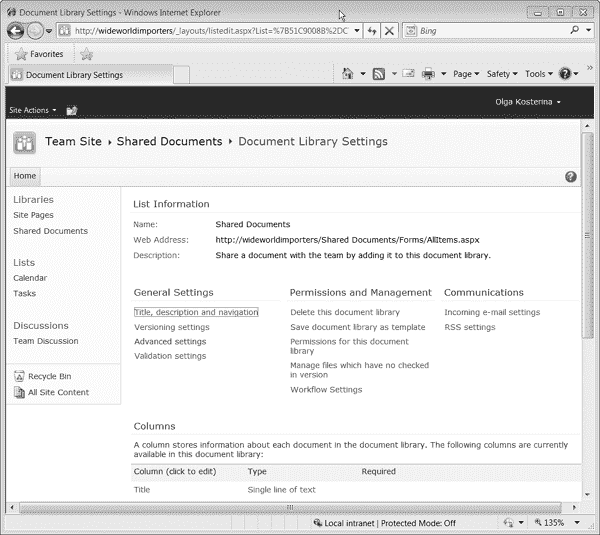 Document Library Settings - Windows Internet Explorer
http://wideworldimporters/_layouts/listedit.aspx?List=%7B51C9008B%2DC
Bing
Favorites
Document Library Settings
Page
Safety
Tools
Site Actions
Olga Kosterina
Team Site
Shared Documents
Document Library Settings
Home
Libraries
Site Pages
Shared Documents
Lists
Calendar
Tasks
Discussions
Team Discussion
Recycle Bin
All Site Content
List Information
Name: Shared Documents
Web Address: http://wideworldimporters/Shared Documents/Forms/AllItems.aspx
Description: Share a document with the team by adding it to this document library.
General Settings
Title, description and navigation
Versioning settings
Advanced settings
Validation settings
Permissions and Management
Delete this document library
Save document library as template
Permissions for this document
library
Manage files which have no checked
in version
Workflow Settings
Communications
Incoming e-mail settings
RSS settings
Columns
A column stores information about each document in the document library. The following columns are currently
available in this document library:
Column (click to edit) Type Required
Title Single line of text
Local intranet | Protected Mode: Off
135%